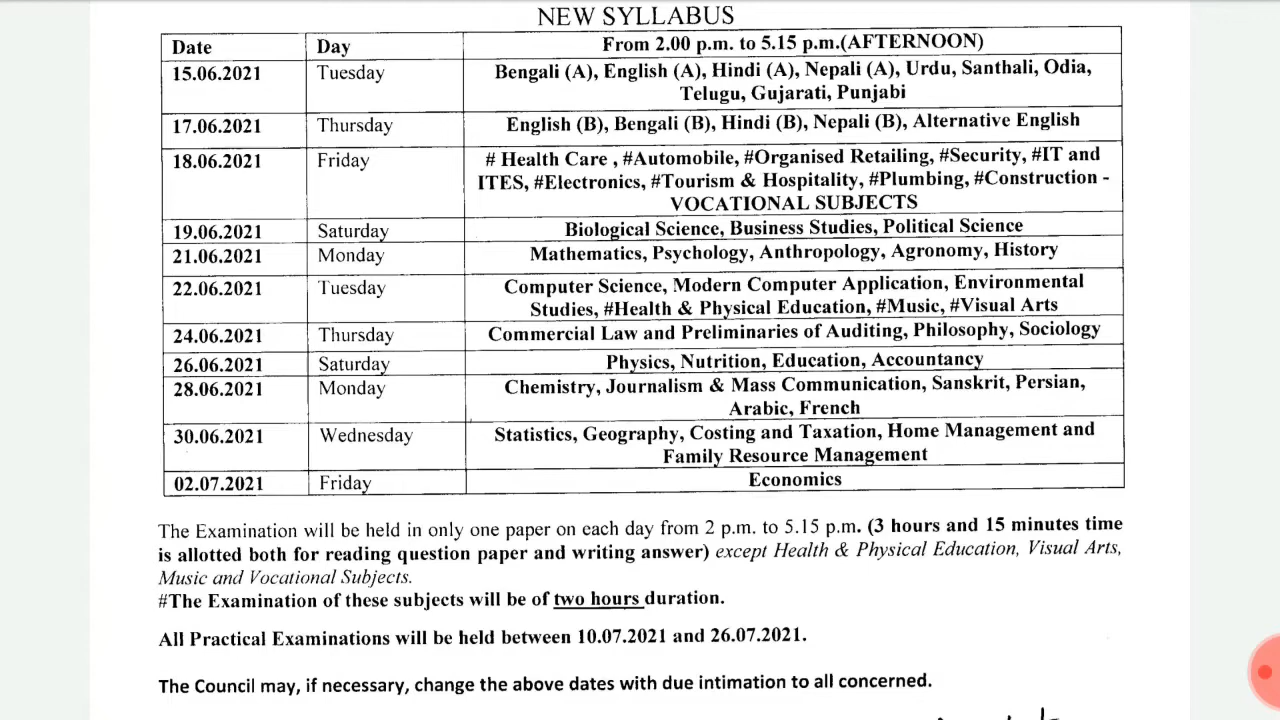 NEW SYLLABUS
Date Day From 2.00 p.m. to 5.15 p.m.(AFTERNOON)
15.06.2021 Tuesday Bengali (A), English (A), Hindi (A), Nepali (A), Urdu, Santhali, Odia,
Telugu, Gujarati, Punjabi
17.06.2021 Thursday English (B), Bengali (B), Hindi (B), Nepali (B), Alternative English
18.06.2021 Friday # Health Care , #Automobile, #Organised Retailing, #Security, #IT and
ITES, #Electronics, #Tourism & Hospitality, #Plumbing, #Construction -
VOCATIONAL SUBJECTS
19.06.2021 Saturday Biological Science, Business Studies, Political Science
21.06.2021 Monday Mathematics, Psychology, Anthropology, Agronomy, History
22.06.2021 Tuesday Computer Science, Modern Computer Application, Environmental
Studies, #Health & Physical Education, #Music, #Visual Arts
24.06.2021 Thursday Commercial Law and Preliminaries of Auditing, Philosophy, Sociology
26.06.2021 Saturday Physics, Nutrition, Education, Accountancy
28.06.2021 Monday Chemistry, Journalism & Mass Communication, Sanskrit, Persian,
Arabic, French
30.06.2021 Wednesday Statistics, Geography, Costing and Taxation, Home Management and
Family Resource Management
02.07.2021 Friday Economics
The Examination will be held in only one paper on each day from 2 p.m. to 5.15 p.m. (3 hours and 15 minutes time
is allotted both for reading question paper and writing answer) except Health & Physical Education, Visual Arts,
Music and Vocational Subjects.
#The Examination of these subjects will be of two hours duration.
All Practical Examinations will be held between 10.07.2021 and 26.07.2021.
The Council may, if necessary, change the above dates with due intimation to all concerned.